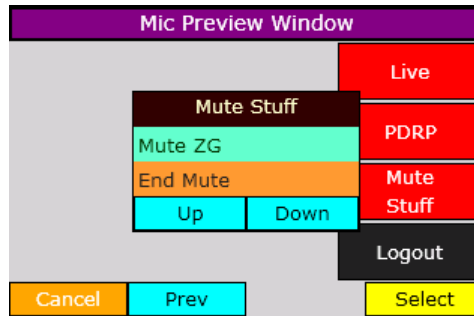 Mic Preview Window
Live
Mute Stuff
PDRP
Mute ZG
End Mute
Mute
Stuff
Up Down
Logout
Cancel Prev Select